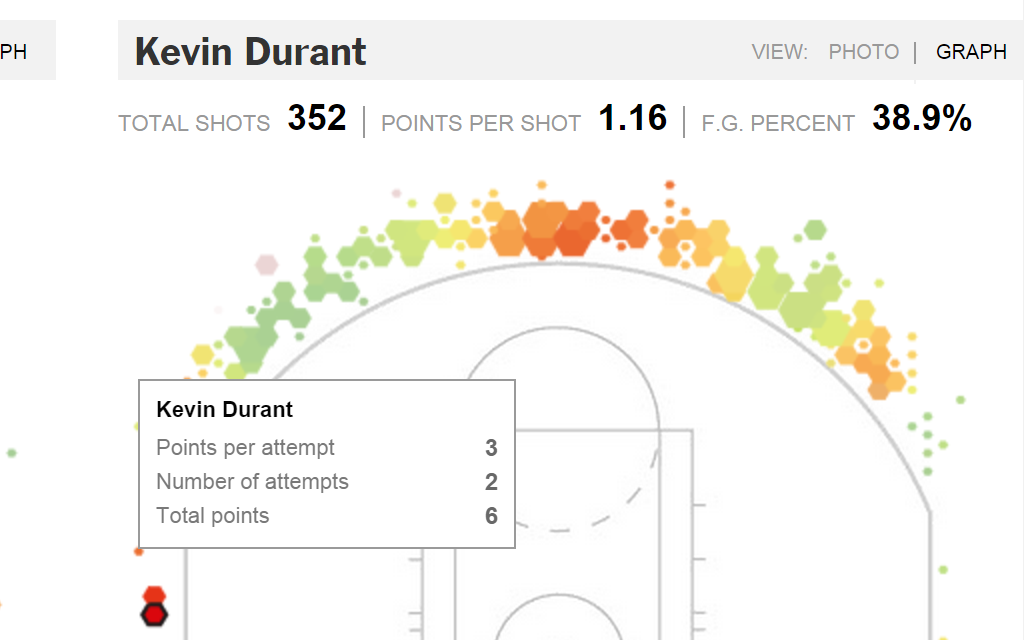 PH
Kevin Durant
VIEW: PHOTO | GRAPH
TOTAL SHOTS 352 | POINTS PER SHOT 1.16 | F.G. PERCENT 38.9%
Kevin Durant
Points per attempt 3
Number of attempts 2
Total points 6